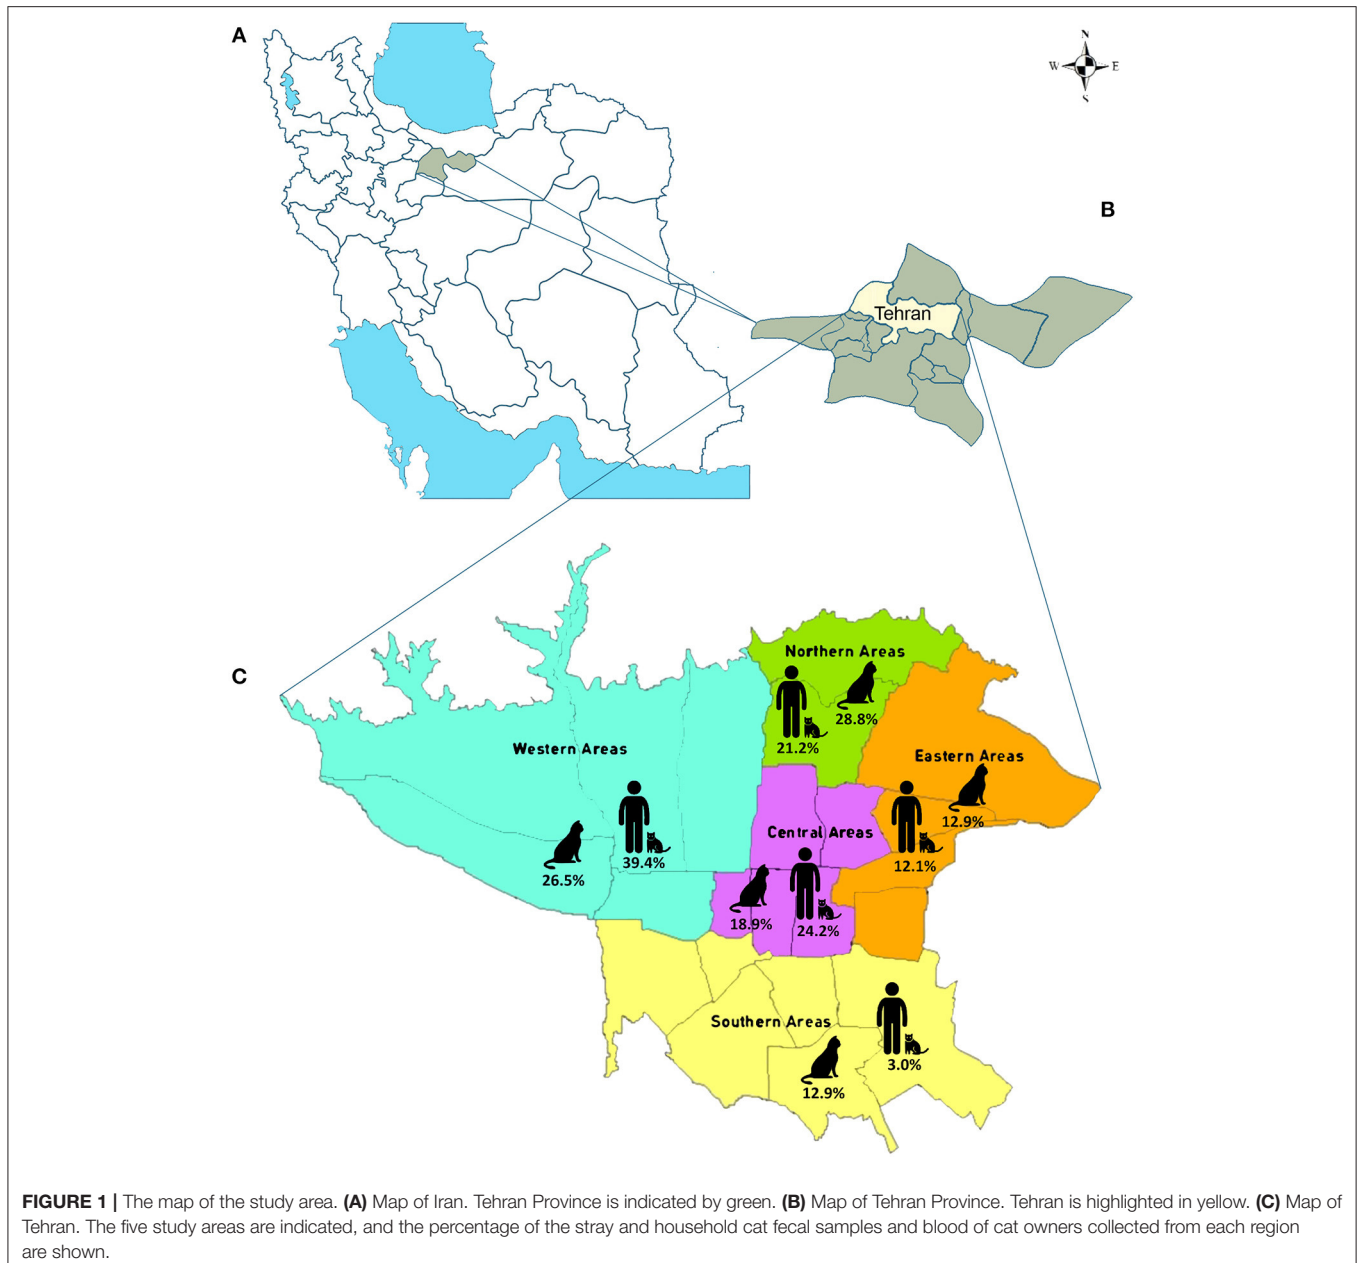 A
N
W E
S
B
Tehran
C
Northern Areas
28.8%
21.2%
Western Areas
Eastern Areas
12.9%
Central Areas
39.4%
12.1%
26.5%
18.9%
24.2%
Southern Areas
3.0%
12.9%
FIGURE 1 | The map of the study area. (A) Map of Iran. Tehran Province is indicated by green. (B) Map of Tehran Province. Tehran is highlighted in yellow. (C) Map of
Tehran. The five study areas are indicated, and the percentage of the stray and household cat fecal samples and blood of cat owners collected from each region
are shown.